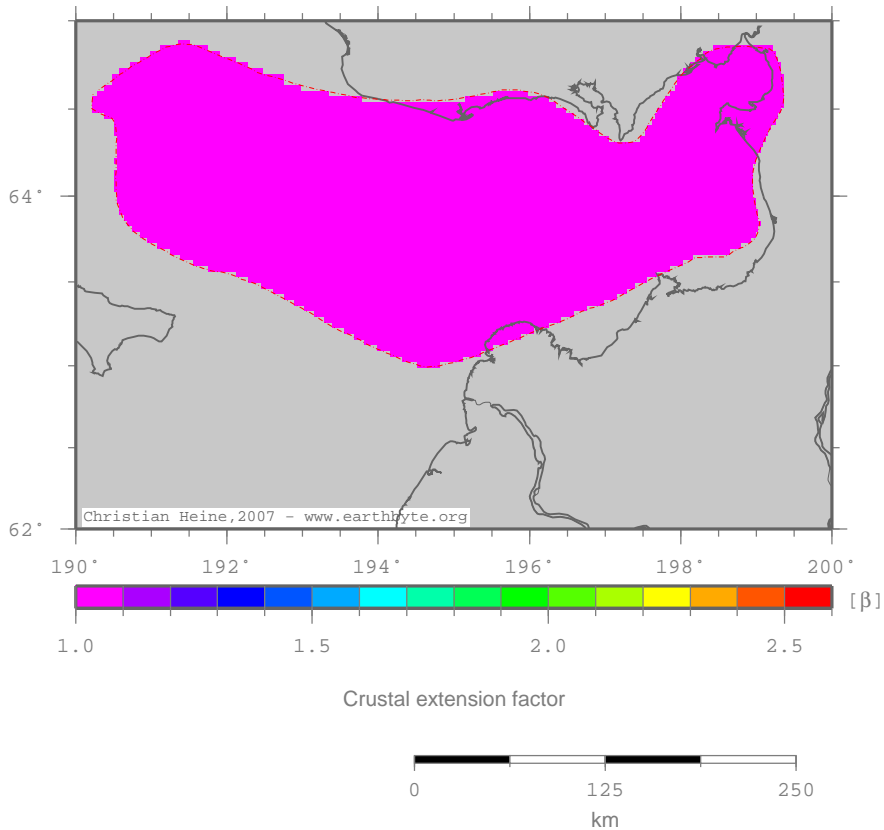 64°
62°
Christian Heine,2007 - www.earthbyte.org
190° 192° 194° 196° 198° 200°
[β]
1.0 1.5 2.0 2.5
Crustal extension factor
0 125 250
km